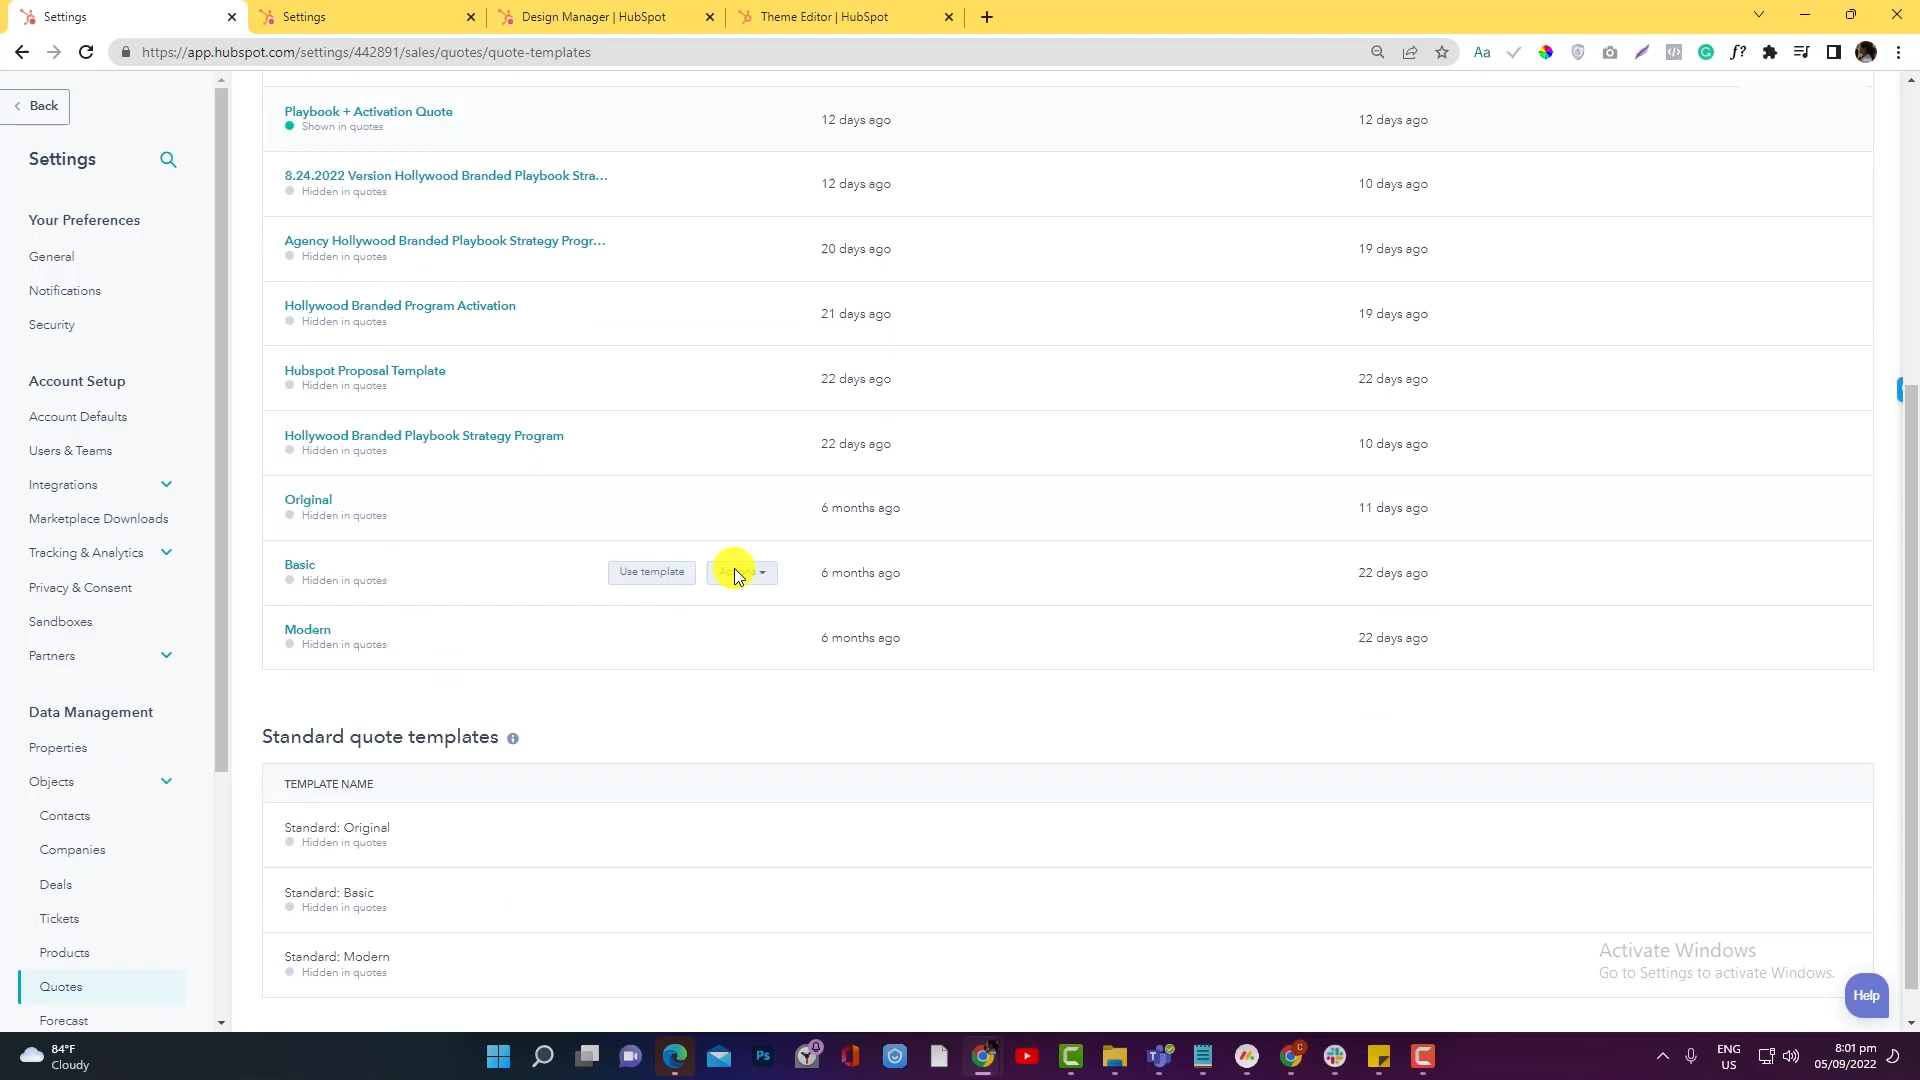 Settings
Settings
Design Manager | HubSpot
Theme Editor | HubSpot
https://app.hubspot.com/settings/442891/sales/quotes/quote-templates
Aa
f?
Back
Settings
Your Preferences
General
Notifications
Security
Account Setup
Account Defaults
Users & Teams
Integrations
Marketplace Downloads
Tracking & Analytics
Privacy & Consent
Sandboxes
Partners
Data Management
Properties
Objects
Contacts
Companies
Deals
Tickets
Products
Quotes
Forecast
Playbook + Activation Quote
Shown in quotes
12 days ago
12 days ago
8.24.2022 Version Hollywood Branded Playbook Stra...
Hidden in quotes
12 days ago
10 days ago
Agency Hollywood Branded Playbook Strategy Progr...
Hidden in quotes
20 days ago
19 days ago
Hollywood Branded Program Activation
Hidden in quotes
21 days ago
19 days ago
Hubspot Proposal Template
Hidden in quotes
22 days ago
22 days ago
Hollywood Branded Playbook Strategy Program
Hidden in quotes
22 days ago
10 days ago
Original
Hidden in quotes
6 months ago
11 days ago
Basic
Hidden in quotes
Use template
6 months ago
22 days ago
Modern
Hidden in quotes
6 months ago
22 days ago
Standard quote templates
TEMPLATE NAME
Standard: Original
Hidden in quotes
Standard: Basic
Hidden in quotes
Standard: Modern
Hidden in quotes
Activate Windows
Go to Settings to activate Windows.
Help
84°F
Cloudy
Ps
ENG
US
8:01 pm
05/09/2022